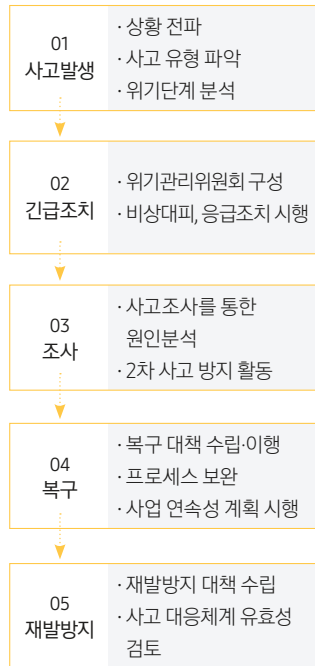 01
사고발생
· 상황 전파
· 사고 유형 파악
· 위기단계 분석
02
긴급조치
· 위기관리위원회 구성
· 비상대피, 응급조치 시행
03
조사
· 사고조사를 통한
원인분석
· 2차 사고 방지 활동
04
복구
· 복구 대책 수립·이행
· 프로세스 보완
· 사업 연속성 계획 시행
05
재발방지
· 재발방지 대책 수립
· 사고 대응체계 유효성
검토